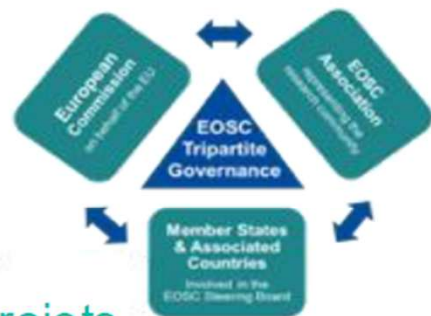 European
Commission
on behalf of the EU
EOSC
Association
representing the
research community
EOSC
Tripartite
Governance
Member States
& Associated
Countries
Involved in the
EOSC Steering Board
rojets